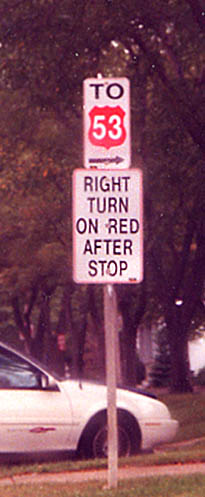 TO
53
RIGHT
TURN
ON RED
AFTER
STOP